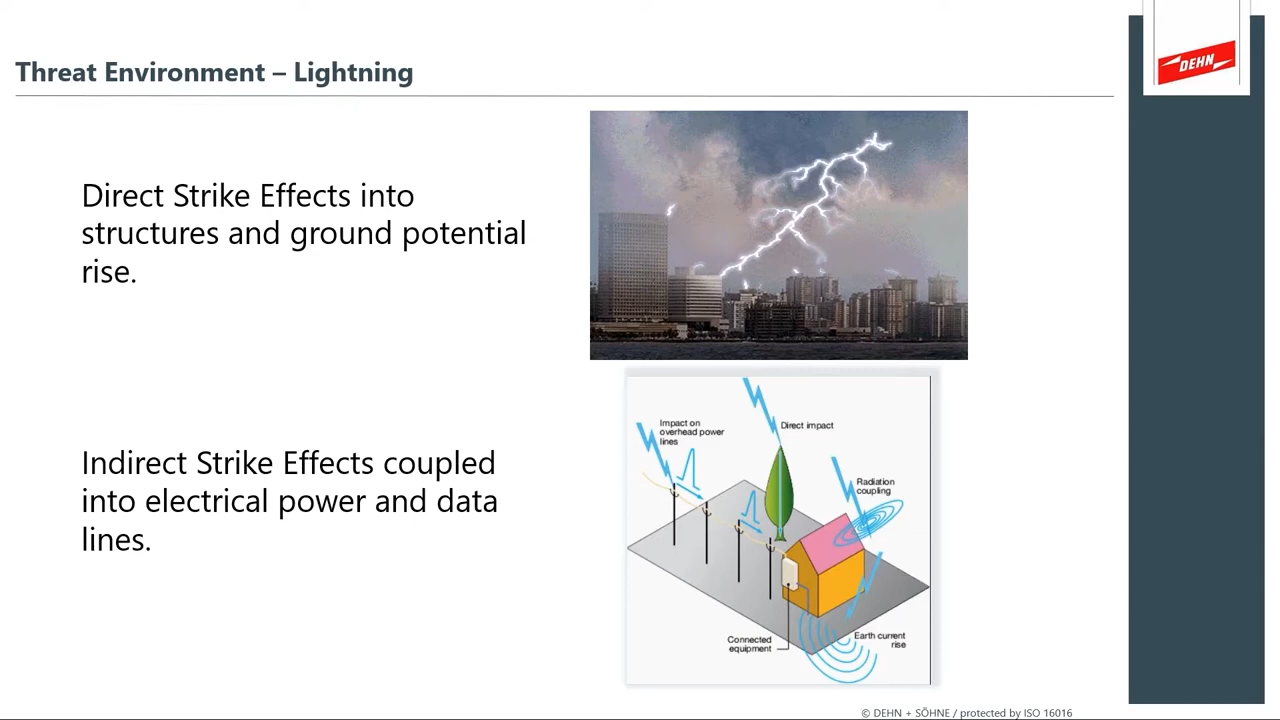 Threat Environment – Lightning
DEHN
Direct Strike Effects into
structures and ground potential
rise.
Indirect Strike Effects coupled
into electrical power and data
lines.
Impact on
overhead power
lines
Direct impact
Radiation
coupling
Connected
equipment
Earth current
rise
© DEHN + SÖHNE / protected by ISO 16016